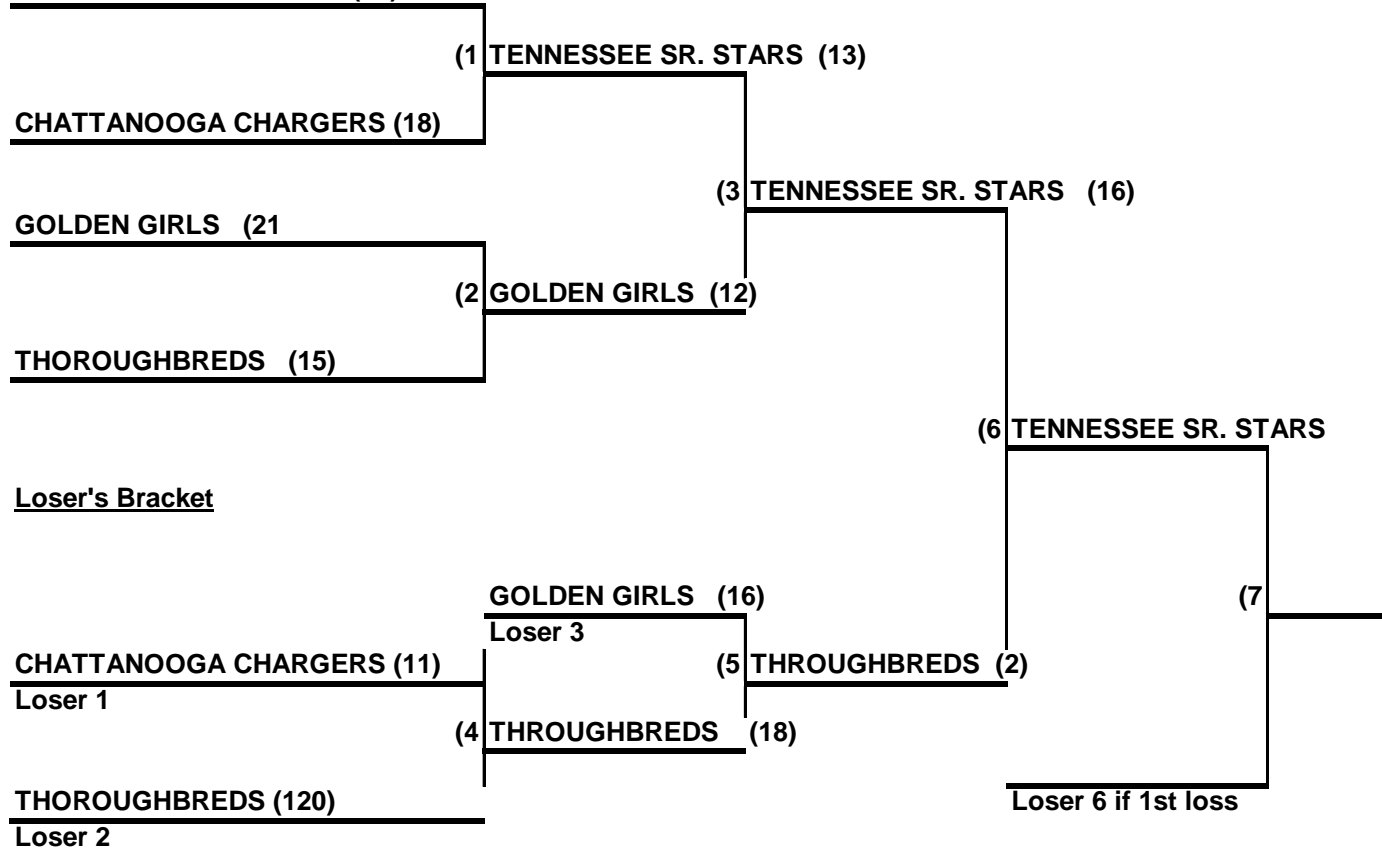 (1 TENNESSEE SR. STARS (13)
CHATTANOOGA CHARGERS (18)
(3 TENNESSEE SR. STARS (16)
GOLDEN GIRLS (21
(2 GOLDEN GIRLS (12)
THOROUGHBREDS (15)
(6 TENNESSEE SR. STARS
Loser's Bracket
GOLDEN GIRLS (16)
(7
Loser 3
CHATTANOOGA CHARGERS (11)
(5 THROUGHBREDS (2)
Loser 1
(4 THROUGHBREDS (18)
THOROUGHBREDS (120)
Loser 6 if 1st loss
Loser 2